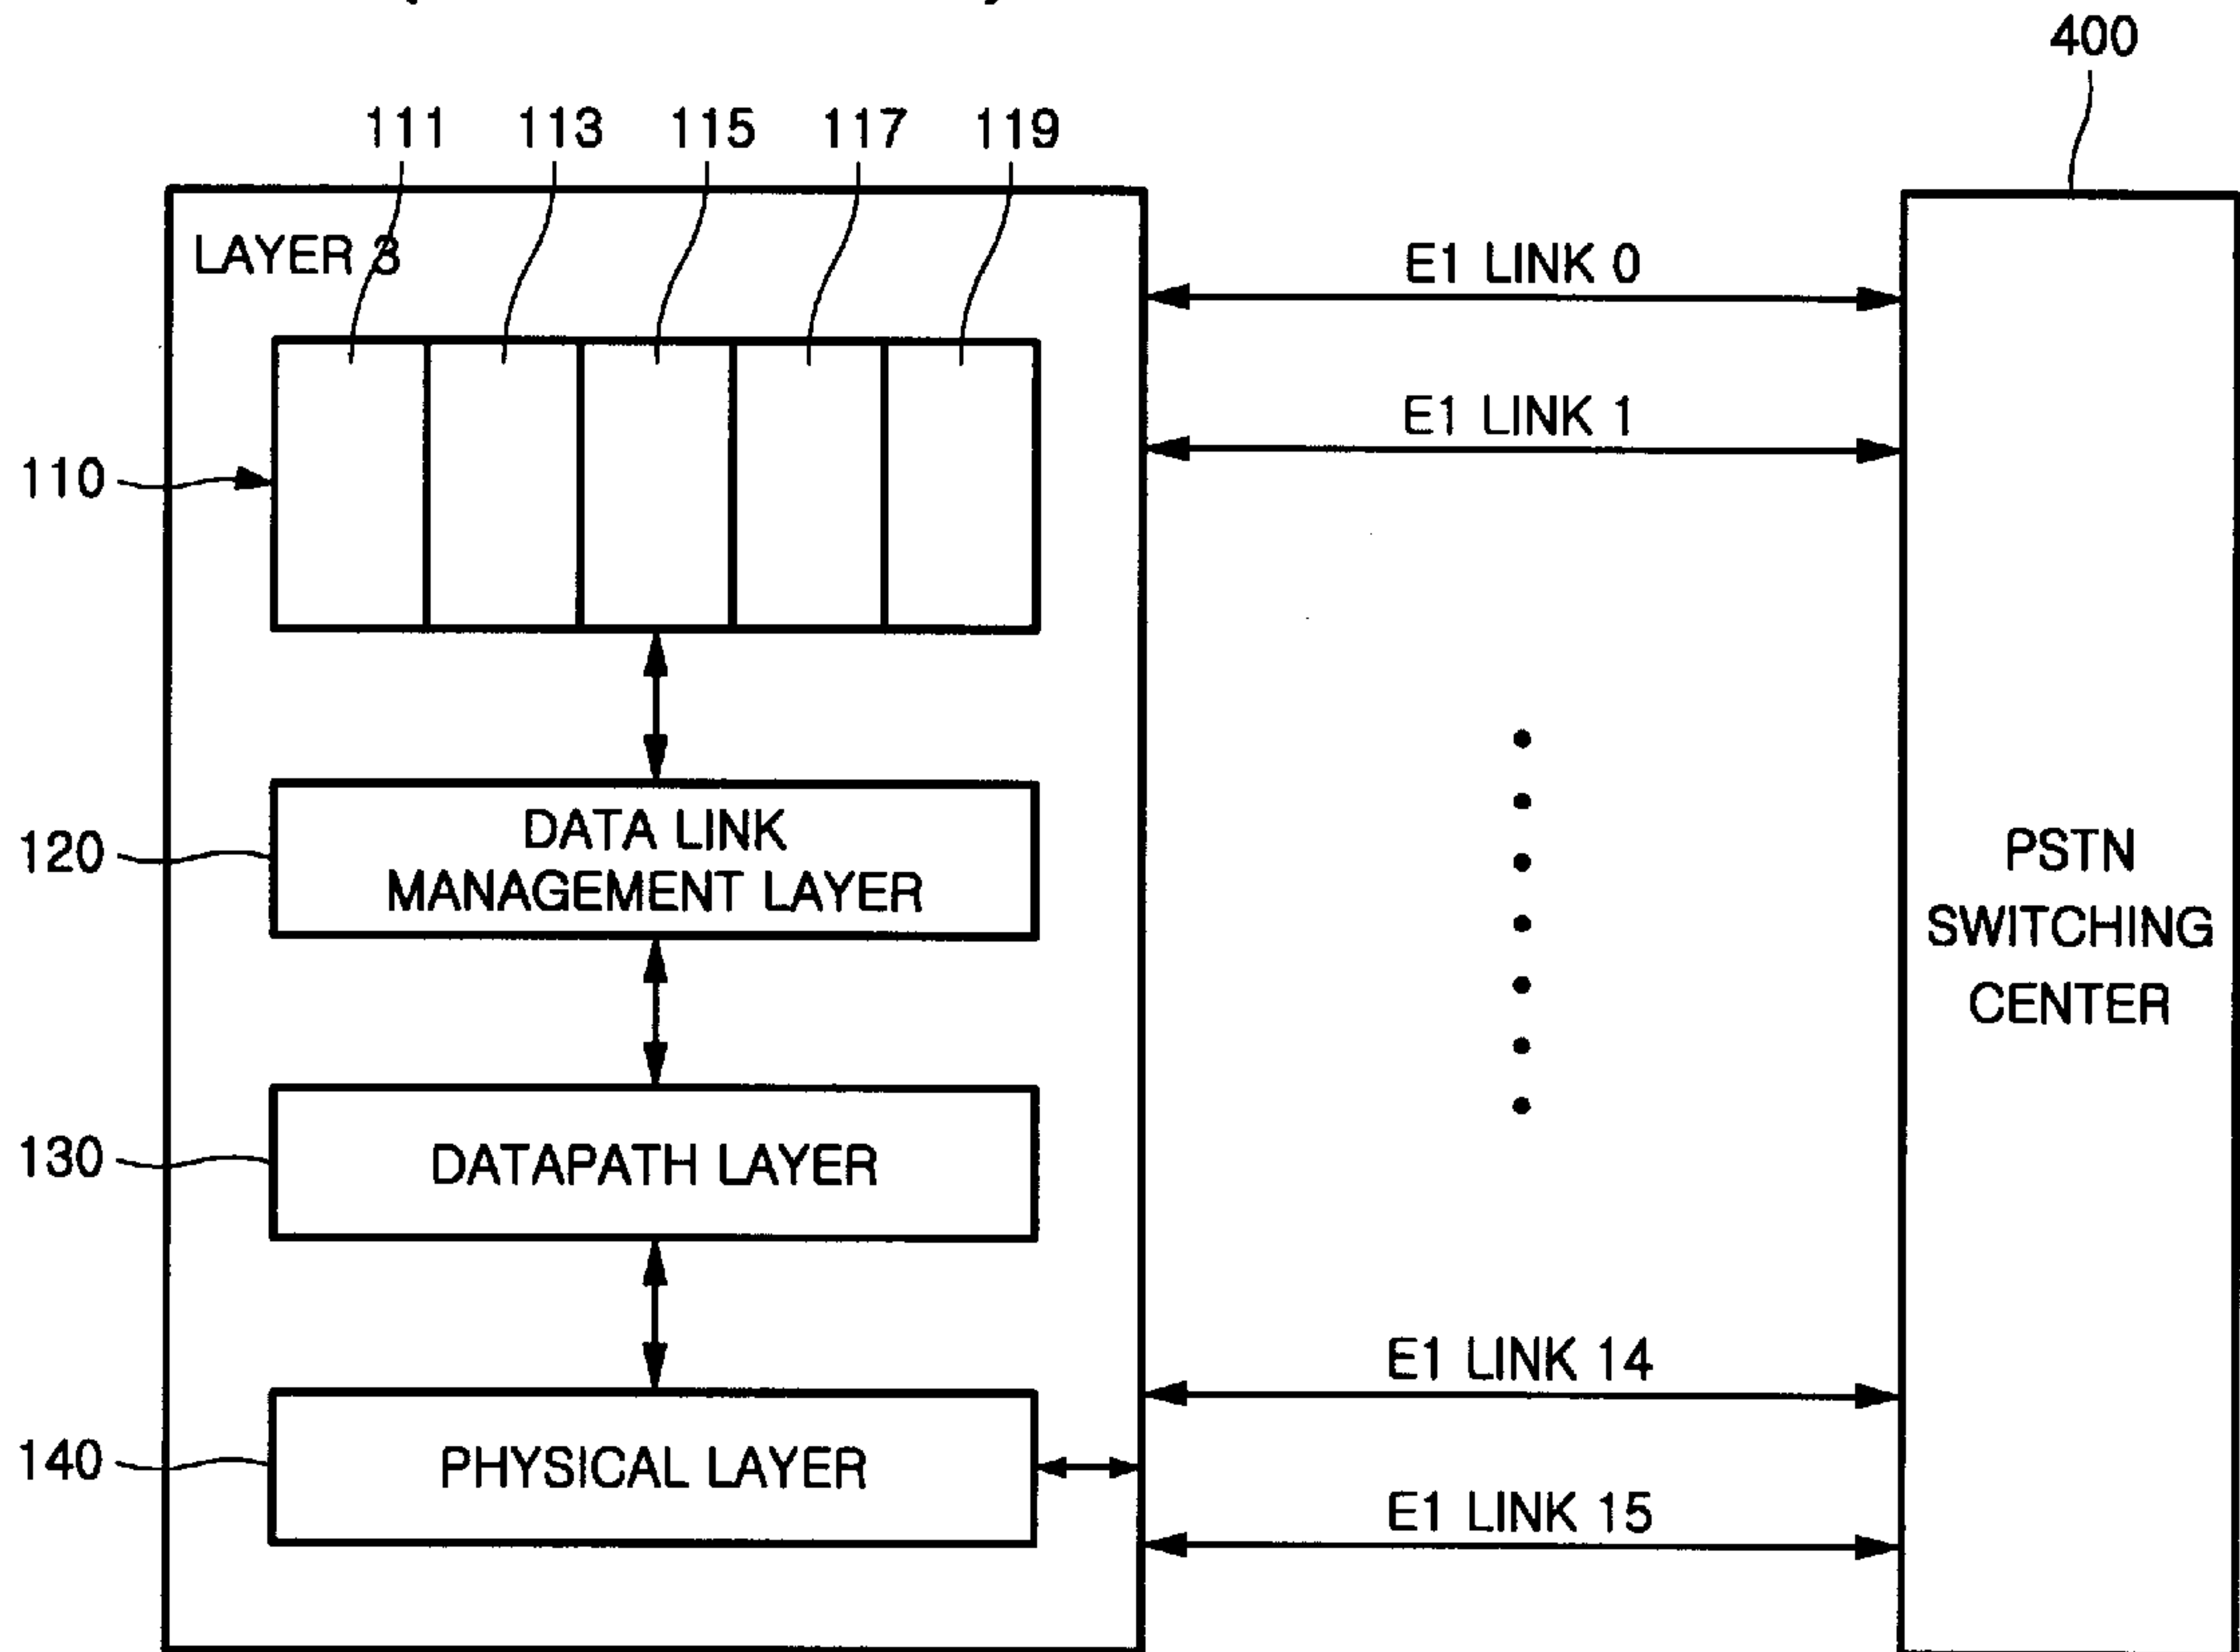 400
111 113 115 117 119
LAYER 3
E1 LINK 0
E1 LINK 1
110
120
DATA LINK
MANAGEMENT LAYER
PSTN
SWITCHING
CENTER
130
DATAPATH LAYER
E1 LINK 14
140
PHYSICAL LAYER
E1 LINK 15